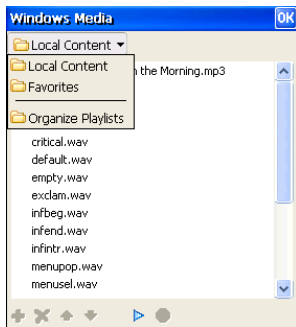 Windows Media
OK
Local Content
Local Content
the Morning.mp3
Favorites
Organize Playlists
critical.wav
default.wav
empty.wav
exclam.wav
infbeg.wav
infend.wav
infintr.wav
menupop.wav
menusel.wav